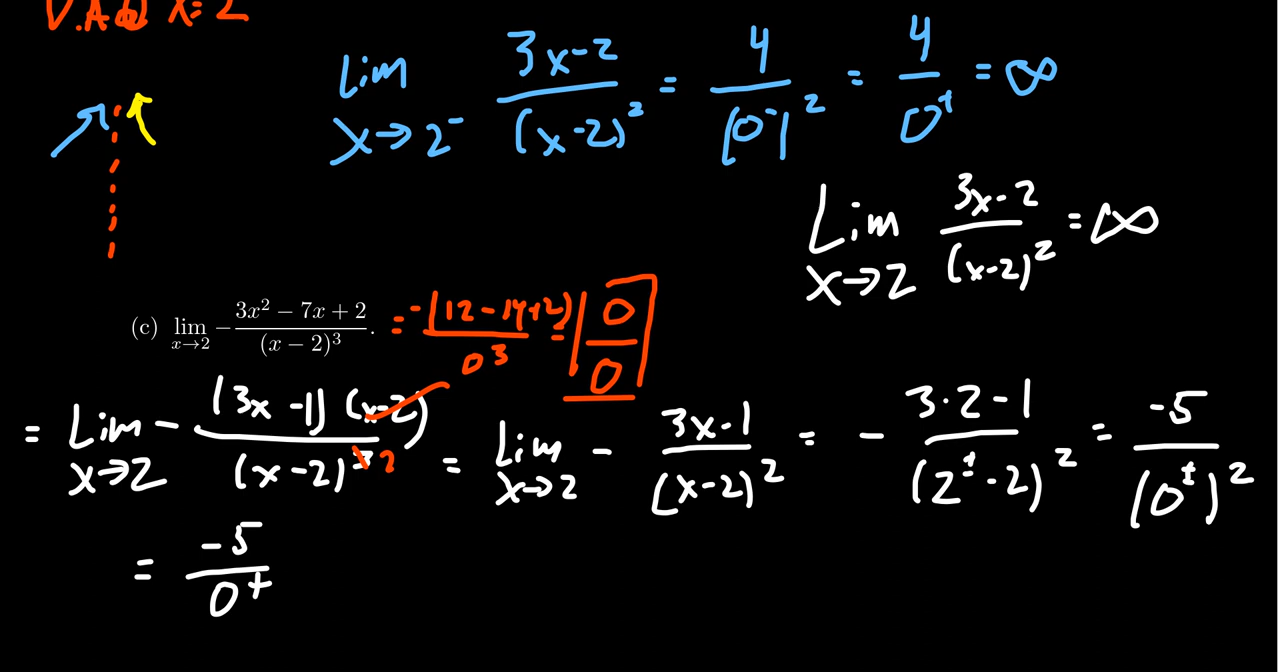 V.A @ x=2
lim x→2⁻ (3x-2)/(x-2)² = 4/(0⁻)² = 4/0⁺ = ∞
Lim x→2 (3x-2)/(x-2)² = ∞
(c) lim x→2 −(3x² − 7x + 2)/(x − 2)³. = -(12-14+2)/0³ = |0/0|
= Lim x→2 - (3x-1)(x-2)/(x-2)³ 2 = Lim x→2 - (3x-1)/(x-2)² = - (3·2-1)/(2±-2)² = -5/(0±)²
= -5/0⁺